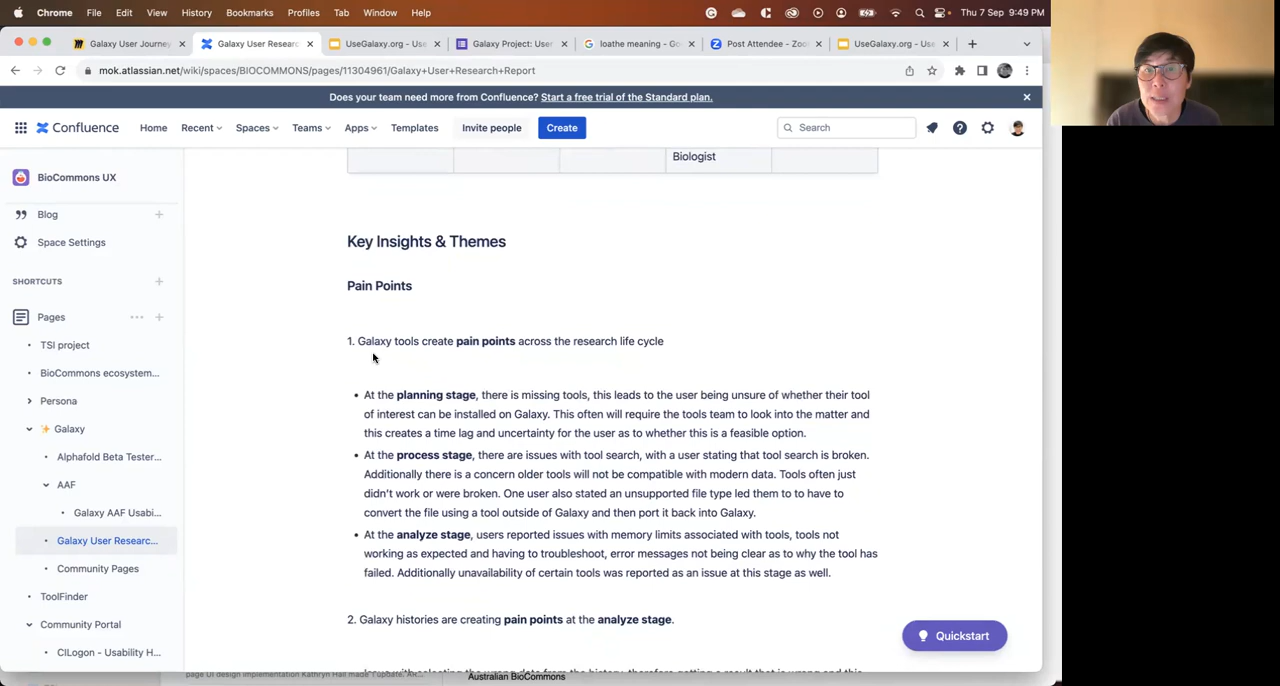 Chrome File Edit View History Bookmarks Profiles Tab Window Help Thu 7 Sep 9:49 PM
Galaxy User Journey Galaxy User Resear UseGalaxy.org - US Galaxy Project: User loathe meaning - Go Post Attendee - Zoo UseGalaxy.org - US
mok.atlassian.net/wiki/spaces/BIOCOMMONS/pages/11304961/Galaxy+User+Research+Report
Does your team need more from Confluence? Start a free trial of the Standard plan.
Confluence Home Recent Spaces Teams Apps Templates Invite people Create Search
BioCommons UX
Blog
Space Settings
SHORTCUTS
Pages
TSI project
BioCommons ecosystem...
Persona
Galaxy
Alphafold Beta Tester...
AAF
Galaxy AAF Usabi...
Galaxy User Researc...
Community Pages
ToolFinder
Community Portal
CILogon - Usability H...
Biologist
Key Insights & Themes
Pain Points
1. Galaxy tools create pain points across the research life cycle
• At the planning stage, there is missing tools, this leads to the user being unsure of whether their tool
of interest can be installed on Galaxy. This often will require the tools team to look into the matter and
this creates a time lag and uncertainty for the user as to whether this is a feasible option.
• At the process stage, there are issues with tool search, with a user stating that tool search is broken.
Additionally there is a concern older tools will not be compatible with modern data. Tools often just
didn't work or were broken. One user also stated an unsupported file type led them to to have to
convert the file using a tool outside of Galaxy and then port it back into Galaxy.
• At the analyze stage, users reported issues with memory limits associated with tools, tools not
working as expected and having to troubleshoot, error messages not being clear as to why the tool has
failed. Additionally unavailability of certain tools was reported as an issue at this stage as well.
2. Galaxy histories are creating pain points at the analyze stage.
Quickstart
page UI design implementation Kathryn Hall made 1 update,
Australian BioCommons